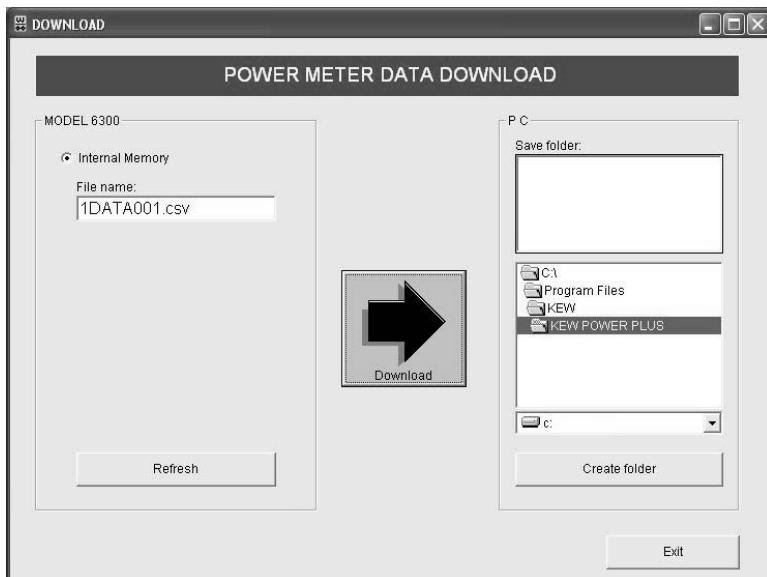 DOWNLOAD
POWER METER DATA DOWNLOAD
MODEL 6300
Internal Memory
File name:
1DATA001.csv
Refresh
Download
P C
Save folder:
C:\
Program Files
KEW
KEW POWER PLUS
c:
Create folder
Exit